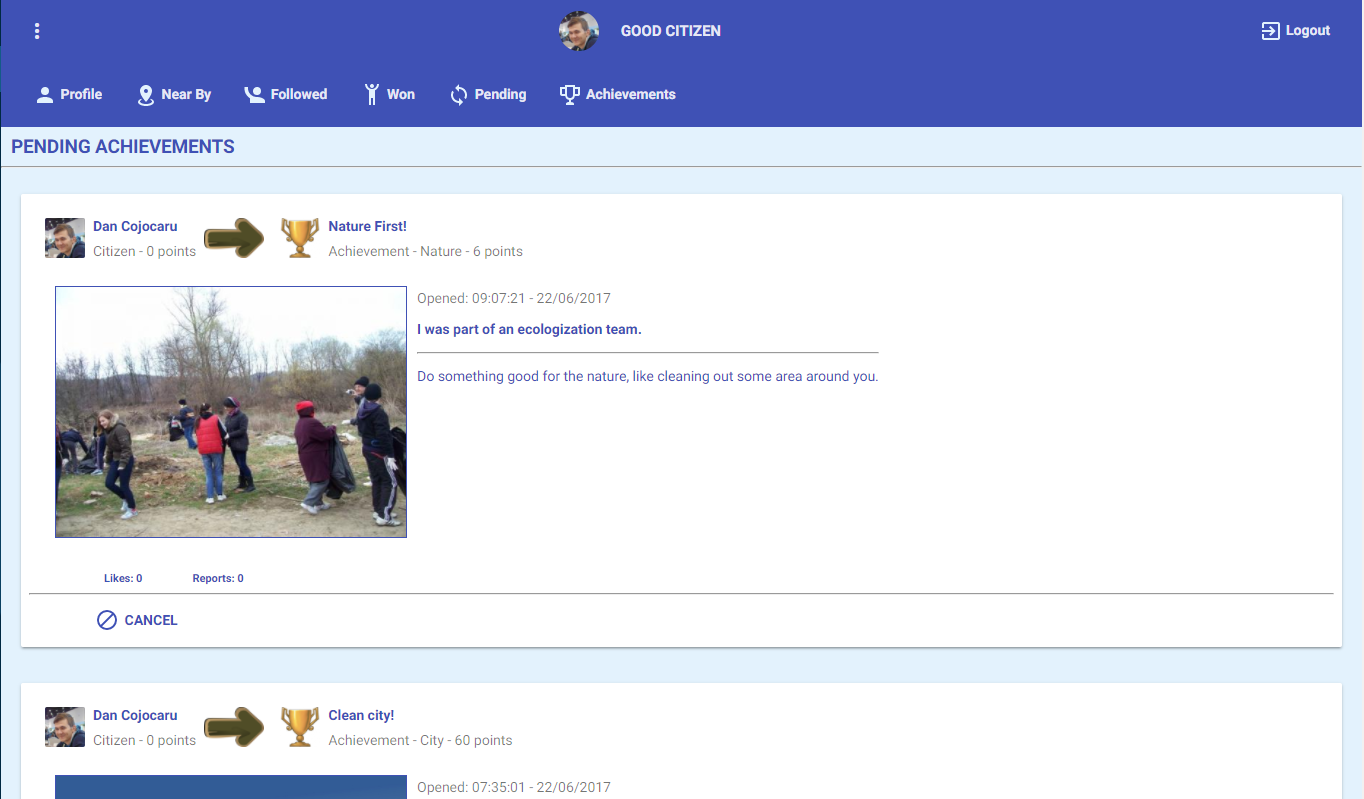 GOOD CITIZEN
Logout
Profile
Near By
Followed
Won
Pending
Achievements
PENDING ACHIEVEMENTS
Dan Cojocaru
Citizen - 0 points
Nature First!
Achievement - Nature - 6 points
Opened: 09:07:21 - 22/06/2017
I was part of an ecologization team.
Do something good for the nature, like cleaning out some area around you.
Likes: 0
Reports: 0
CANCEL
Dan Cojocaru
Citizen - 0 points
Clean city!
Achievement - City - 60 points
Opened: 07:35:01 - 22/06/2017